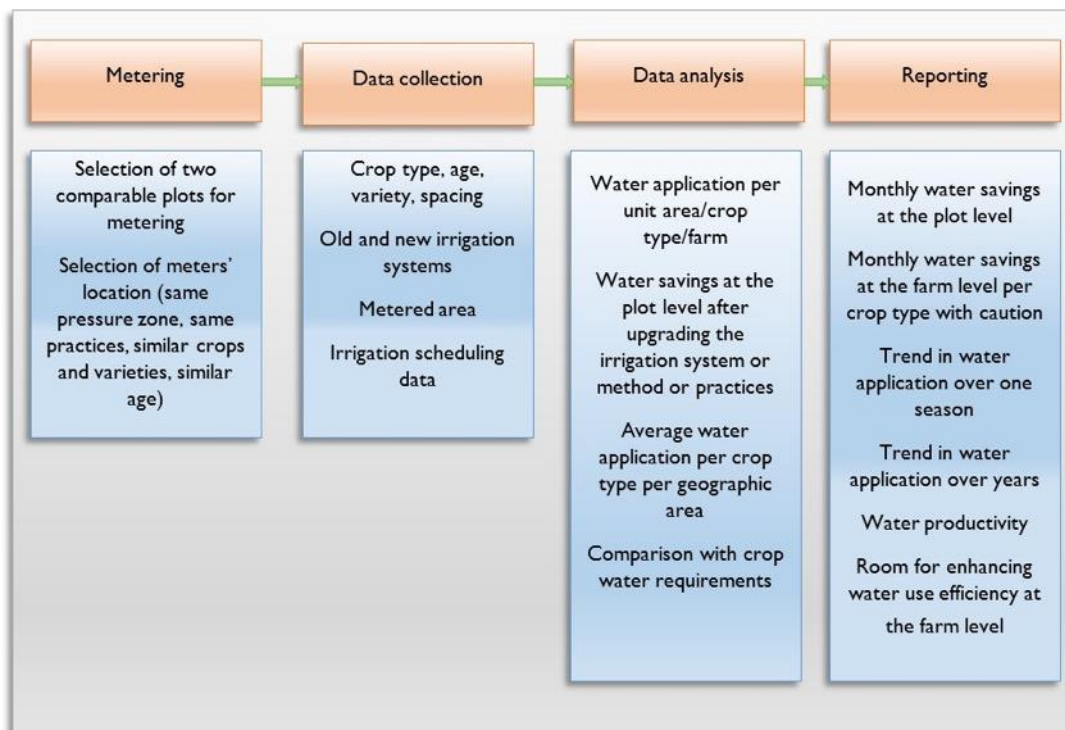 Metering
Data collection
Data analysis
Reporting
Selection of two
comparable plots for
metering
Selection of meters'
location (same
pressure zone, same
practices, similar crops
and varieties, similar
age)
Crop type, age,
variety, spacing
Old and new irrigation
systems
Metered area
Irrigation scheduling
data
Water application per
unit area/crop
type/farm
Water savings at the
plot level after
upgrading the
irrigation system or
method or practices
Average water
application per crop
type per geographic
area
Comparison with crop
water requirements
Monthly water savings
at the plot level
Monthly water savings
at the farm level per
crop type with caution
Trend in water
application over one
season
Trend in water
application over years
Water productivity
Room for enhancing
water use efficiency at
the farm level